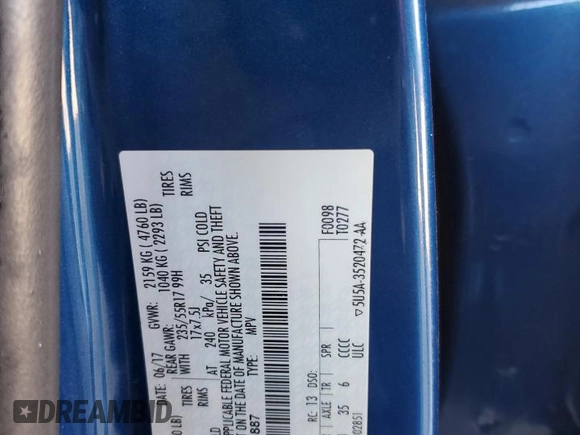 DATE: 06/17 GVWR: 2159 KG ( 4760 LB)
REAR GAWR: 1040 KG ( 2293 LB)
TIRES WITH 235/55R17 99H TIRES
RIMS 17x7.5J RIMS
AT 240 kPa/ 35 PSI COLD
APPLICABLE FEDERAL MOTOR VEHICLE SAFETY AND THEFT
ON THE DATE OF MANUFACTURE SHOWN ABOVE.
887 TYPE: MPV
F0098
T0277
RC: 13 DSO:
AXLE TR SPR
35 6 CCCC
ULC ▽5U5A-3520472-AA
02851
DREAMBID.COM